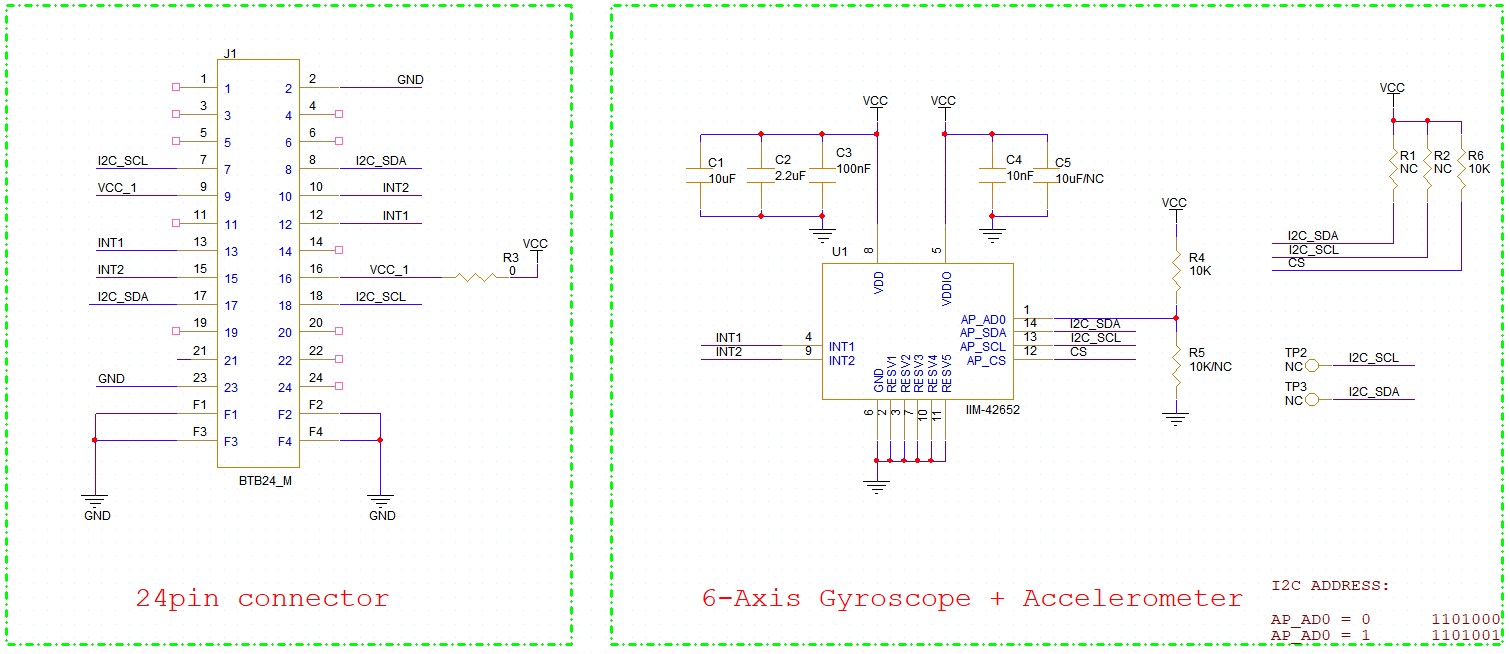 J1
1 1 2 2 GND
3 3 4 4
5 5 6 6
I2C_SCL 7 7 8 8 I2C_SDA
VCC_1 9 9 10 10 INT2
11 11 12 12 INT1
INT1 13 13 14 14
INT2 15 15 16 16 VCC_1 R3 0 VCC
I2C_SDA 17 17 18 18 I2C_SCL
19 19 20 20
21 21 22 22
GND 23 23 24 24
F1 F1 F2 F2
F3 F3 F4 F4
BTB24_M
GND GND
24pin connector
VCC VCC
C1 10uF
C2 2.2uF
C3 100nF
C4 10nF
C5 10uF/NC
U1
8 5
VDD VDDIO
1 AP_AD0
14 AP_SDA I2C_SDA
13 AP_SCL I2C_SCL
12 AP_CS CS
INT1 4 INT1
INT2 9 INT2
GND RESV1 RESV2 RESV3 RESV4 RESV5
6 2 3 7 10 11
IIM-42652
VCC
R4 10K
R5 10K/NC
VCC
R1 NC
R2 NC
R6 10K
I2C_SDA
I2C_SCL
CS
TP2 NC I2C_SCL
TP3 NC I2C_SDA
6-Axis Gyroscope + Accelerometer
I2C ADDRESS:
AP_AD0 = 0 1101000
AP_AD0 = 1 1101001